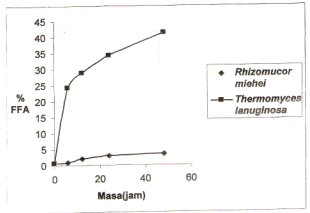 45
40
35
30
25
20
15
10
5
0
%
FFA
0 20 40 60
Masa(jam)
Rhizomucor
miehei
Thermomyces
lanuginosa